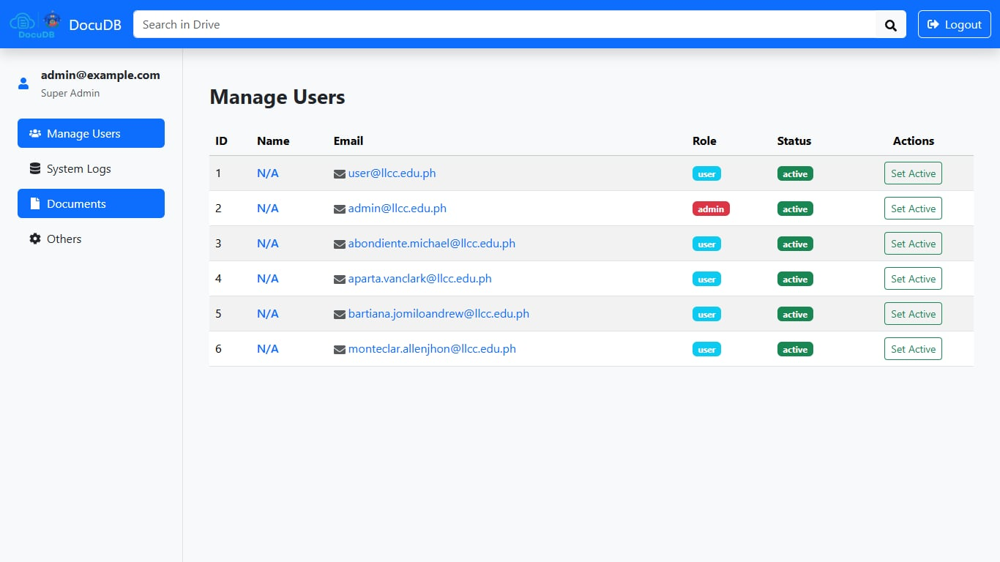 DocuDB
DocuDB
Search in Drive
Logout
admin@example.com
Super Admin
Manage Users
System Logs
Documents
Others
Manage Users
ID Name Email Role Status Actions
1 N/A user@llcc.edu.ph user active Set Active
2 N/A admin@llcc.edu.ph admin active Set Active
3 N/A abondiente.michael@llcc.edu.ph user active Set Active
4 N/A aparta.vanclark@llcc.edu.ph user active Set Active
5 N/A bartiana.jomiloandrew@llcc.edu.ph user active Set Active
6 N/A monteclar.allenjhon@llcc.edu.ph user active Set Active